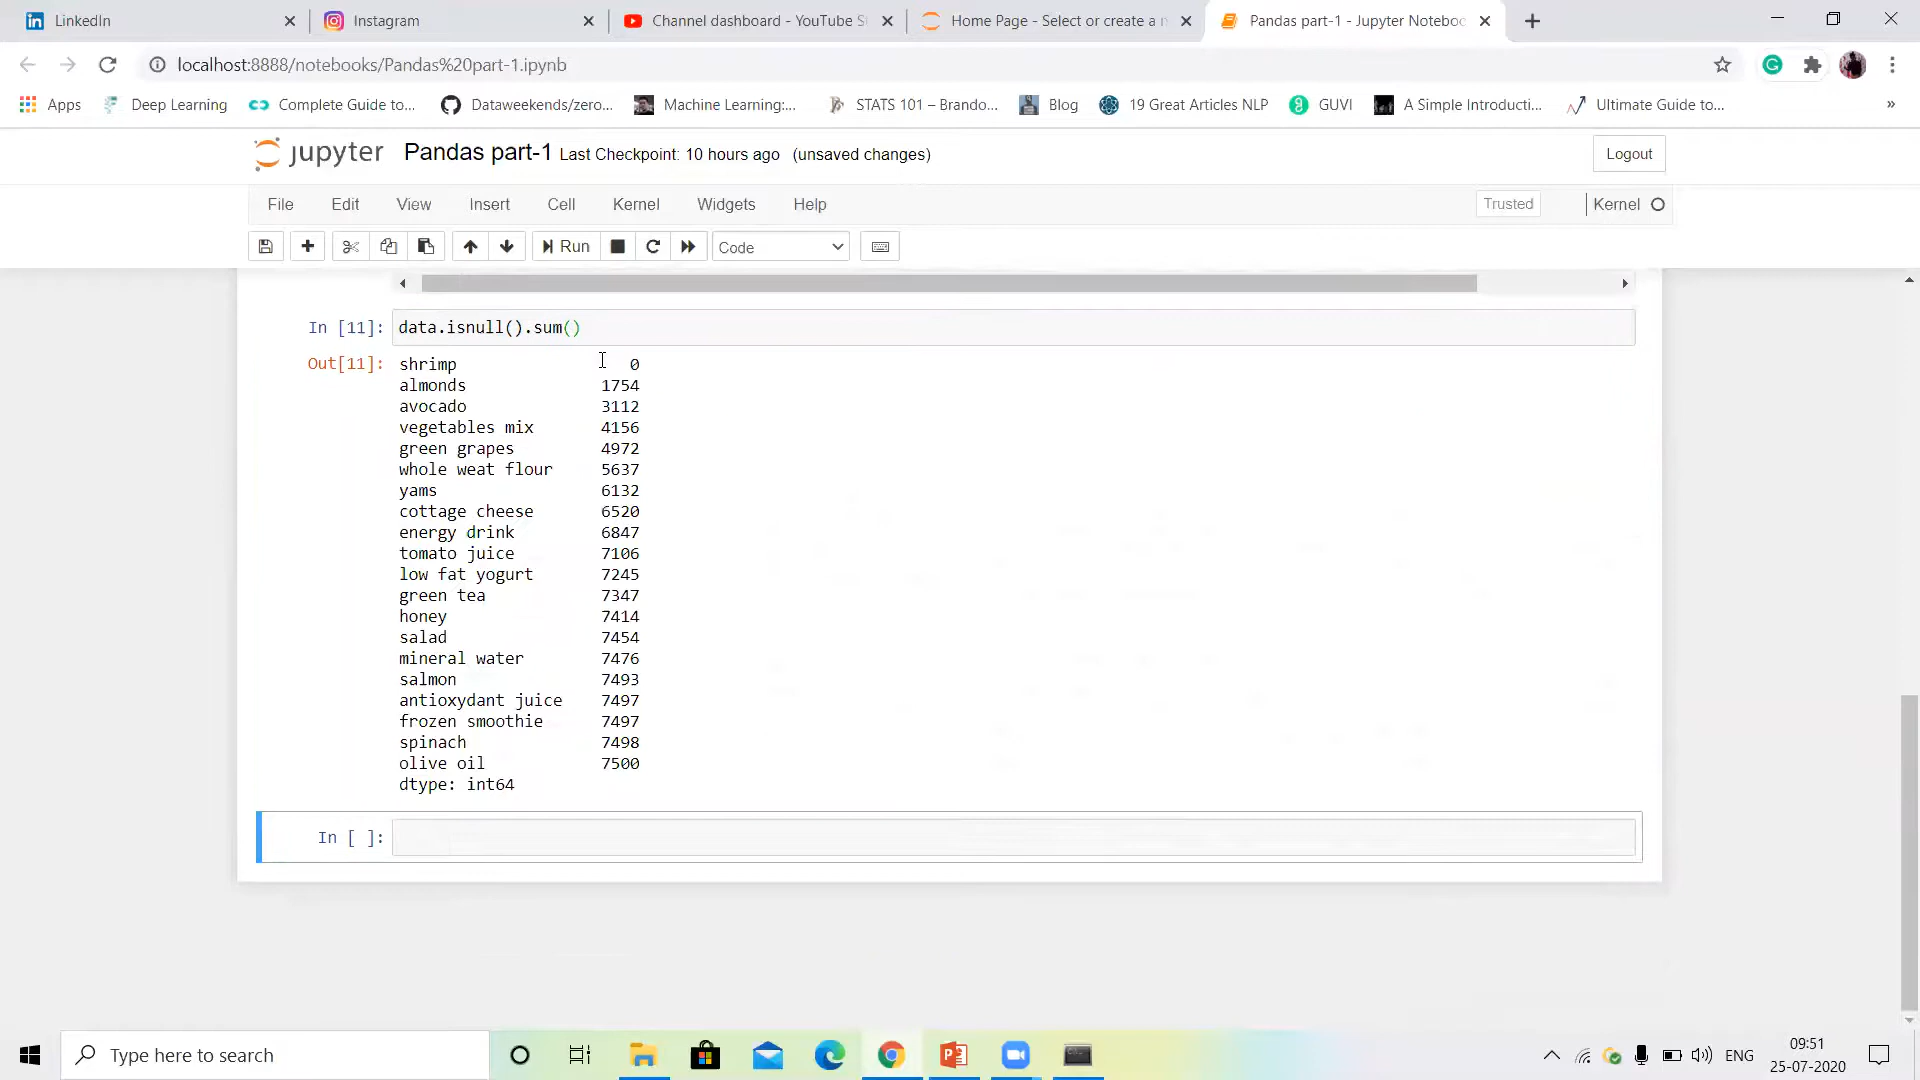 LinkedIn Instagram Channel dashboard - YouTube S Home Page - Select or create a n Pandas part-1 - Jupyter Noteboo
localhost:8888/notebooks/Pandas%20part-1.ipynb
Apps Deep Learning Complete Guide to... Dataweekends/zero... Machine Learning:... STATS 101 – Brando... Blog 19 Great Articles NLP GUVI A Simple Introducti... Ultimate Guide to... »
jupyter Pandas part-1 Last Checkpoint: 10 hours ago (unsaved changes) Logout
File Edit View Insert Cell Kernel Widgets Help Trusted Kernel
Run Code
In [11]: data.isnull().sum()
Out[11]: shrimp 0
almonds 1754
avocado 3112
vegetables mix 4156
green grapes 4972
whole weat flour 5637
yams 6132
cottage cheese 6520
energy drink 6847
tomato juice 7106
low fat yogurt 7245
green tea 7347
honey 7414
salad 7454
mineral water 7476
salmon 7493
antioxydant juice 7497
frozen smoothie 7497
spinach 7498
olive oil 7500
dtype: int64
In [ ]:
Type here to search ENG 09:51
25-07-2020